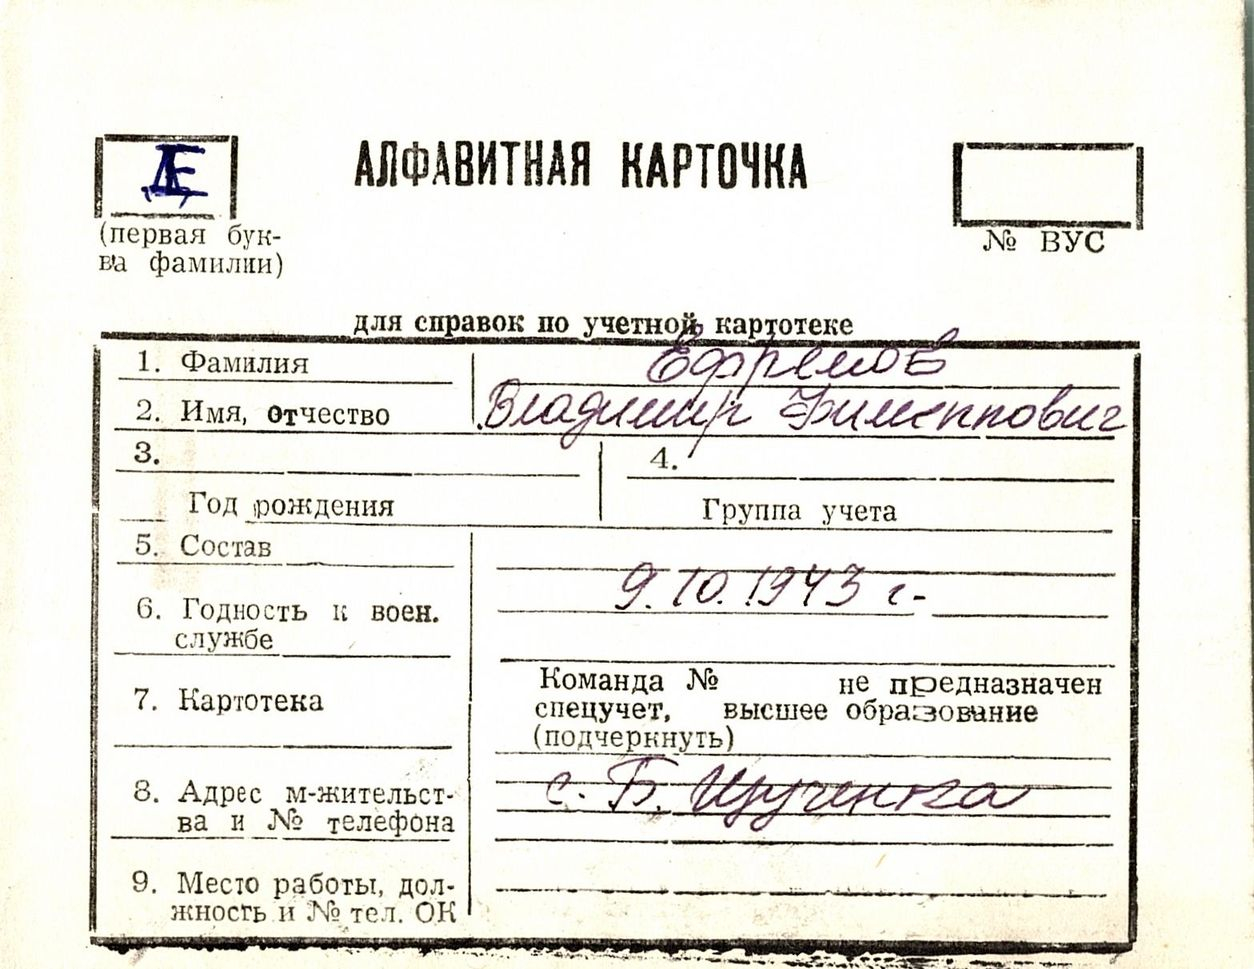 Е
АЛФАВИТНАЯ КАРТОЧКА
(первая бук-
ва фамилии)
№ ВУС
для справок по учетной картотеке
1. Фамилия Ефремов
2. Имя, отчество Владимир
3.
4.
Год рождения
Группа учета
5. Состав
9.10.1943 г.
6. Годность к воен.
службе
7. Картотека
Команда № не предназначен
спецучет, высшее образование
(подчеркнуть)
8. Адрес м-жительст-
ва и № телефона
с. Б. Щученка
9. Место работы, дол-
жность и № тел. ОК